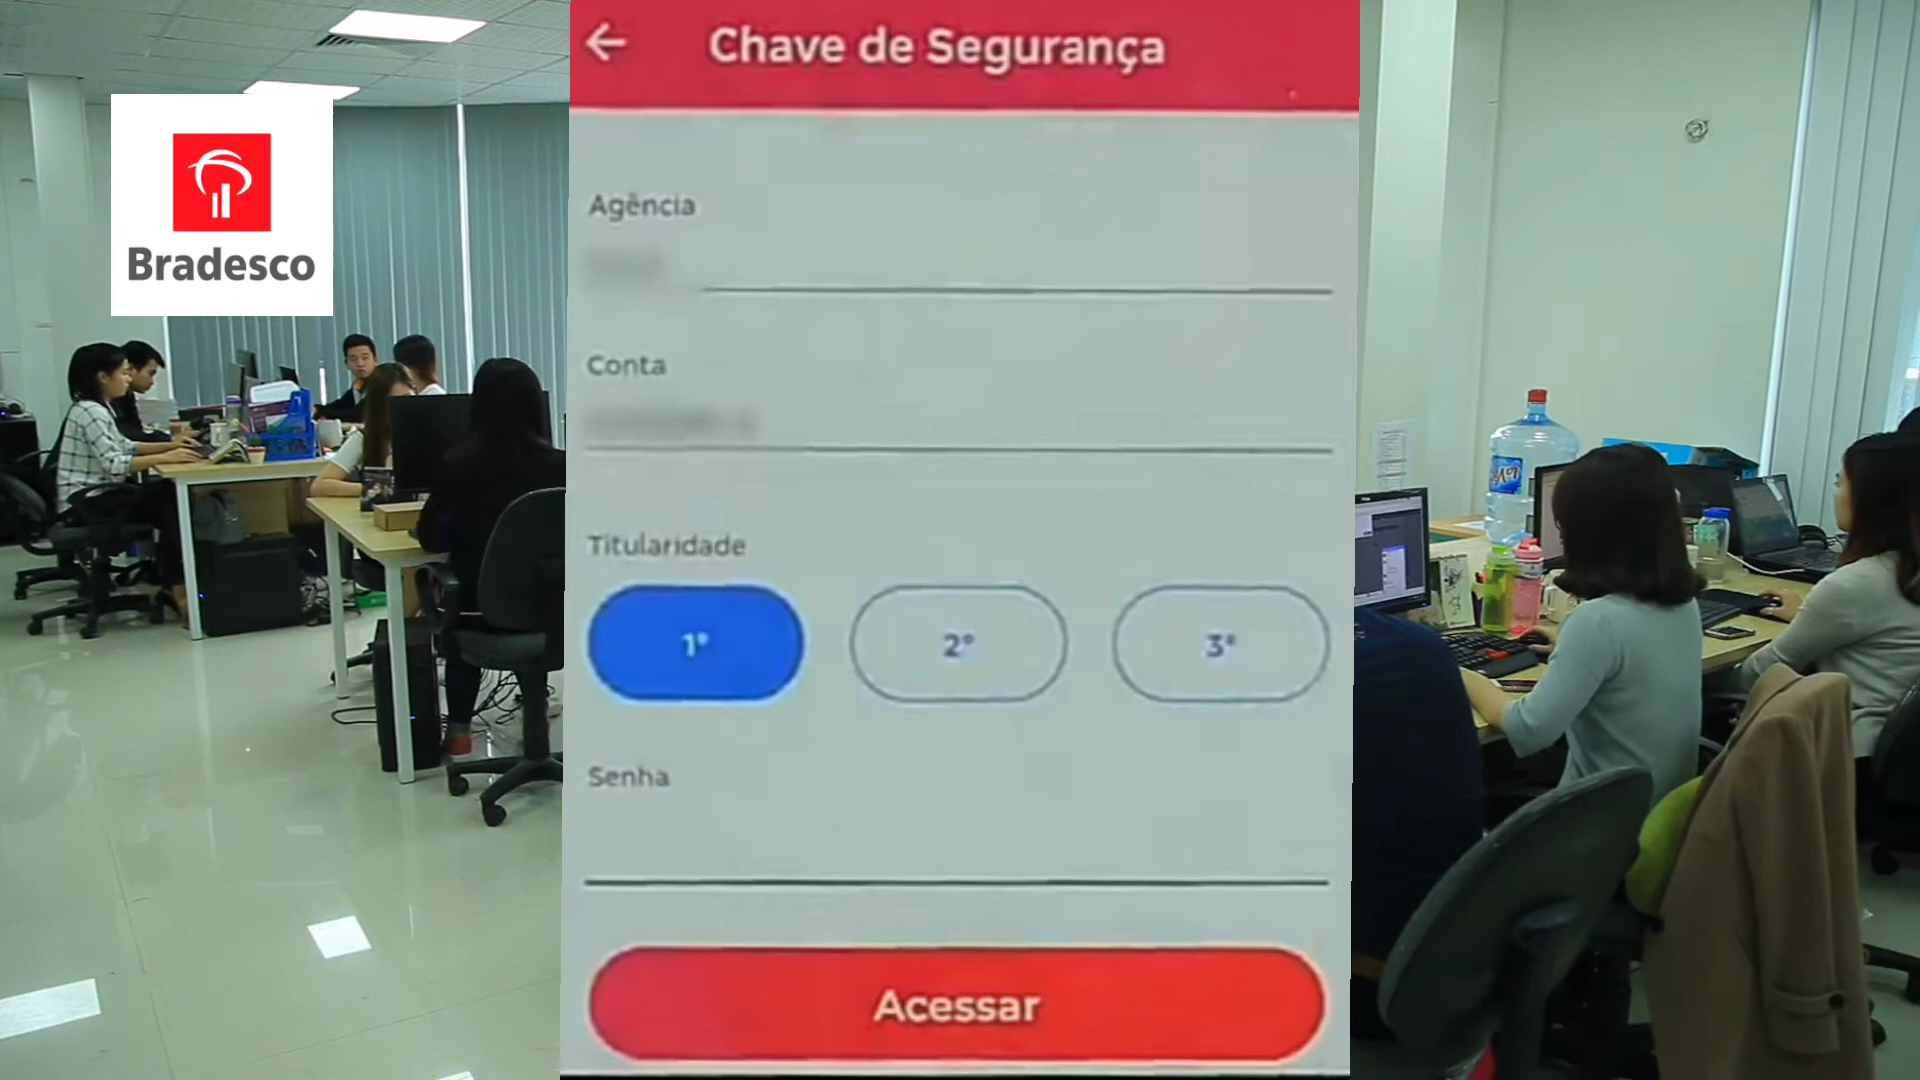 Bradesco
Chave de Segurança
Agência
Conta
Titularidade
1º
2º
3º
Senha
Acessar